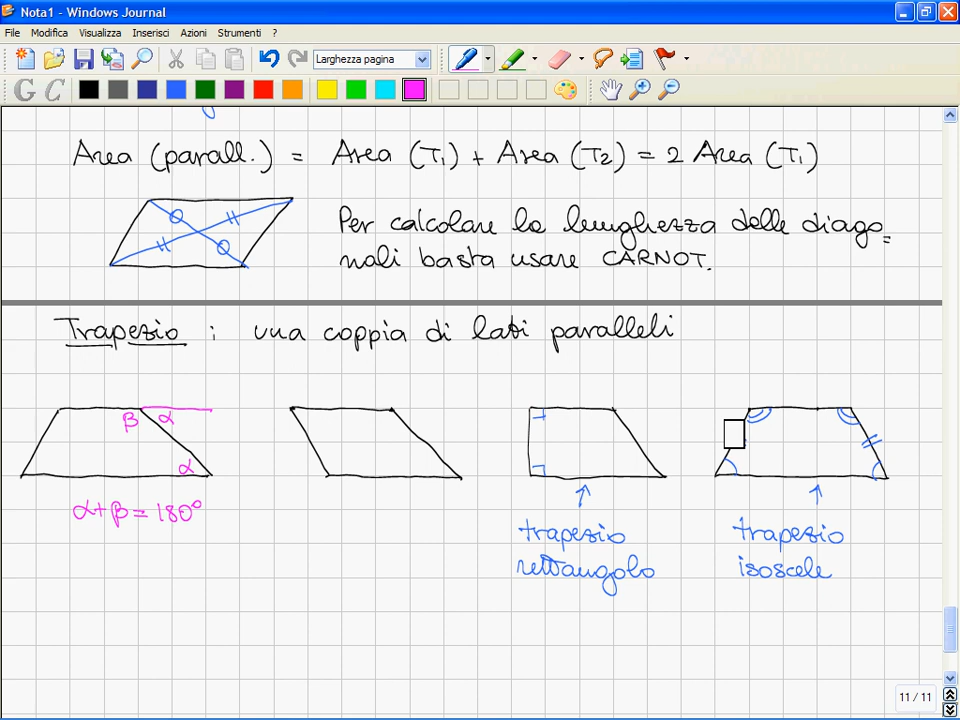 Nota1 - Windows Journal
File Modifica Visualizza Inserisci Azioni Strumenti ?
Larghezza pagina
G C
Area (parall.) = Area (T1) + Area (T2) = 2 Area (T1)
Per calcolare la lunghezza delle diago=
nali basta usare CARNOT.
Trapezio : una coppia di lati paralleli
β α
α
α+β=180°
trapezio
rettangolo
trapezio
isoscele
11 / 11